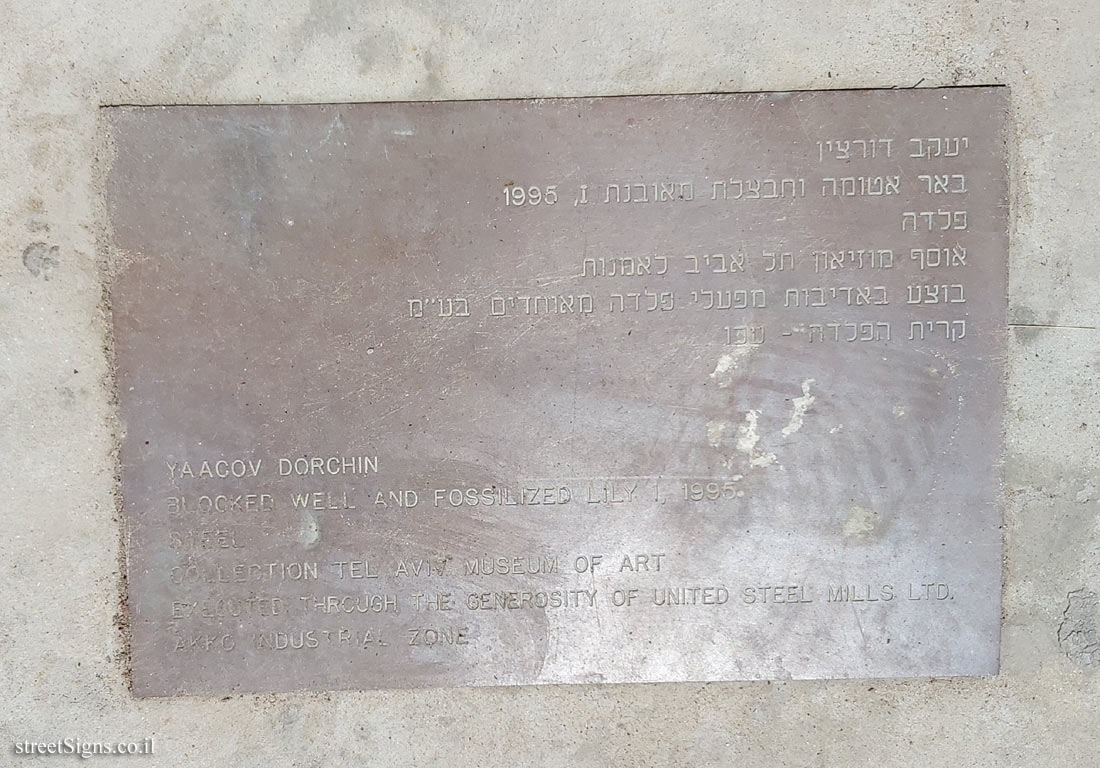 יעקב דורצין
באר אטומה וחבצלת מאובנת I, 1995
פלדה
אוסף מוזיאון תל אביב לאמנות
בוצע באדיבות מפעלי פלדה מאוחדים בע"מ
קרית הפלדה - עכו
YAACOV DORCHIN
BLOCKED WELL AND FOSSILIZED LILY I, 1995
STEEL
COLLECTION TEL AVIV MUSEUM OF ART
EXECUTED THROUGH THE GENEROSITY OF UNITED STEEL MILLS LTD.
AKKO INDUSTRIAL ZONE
streetSigns.co.il